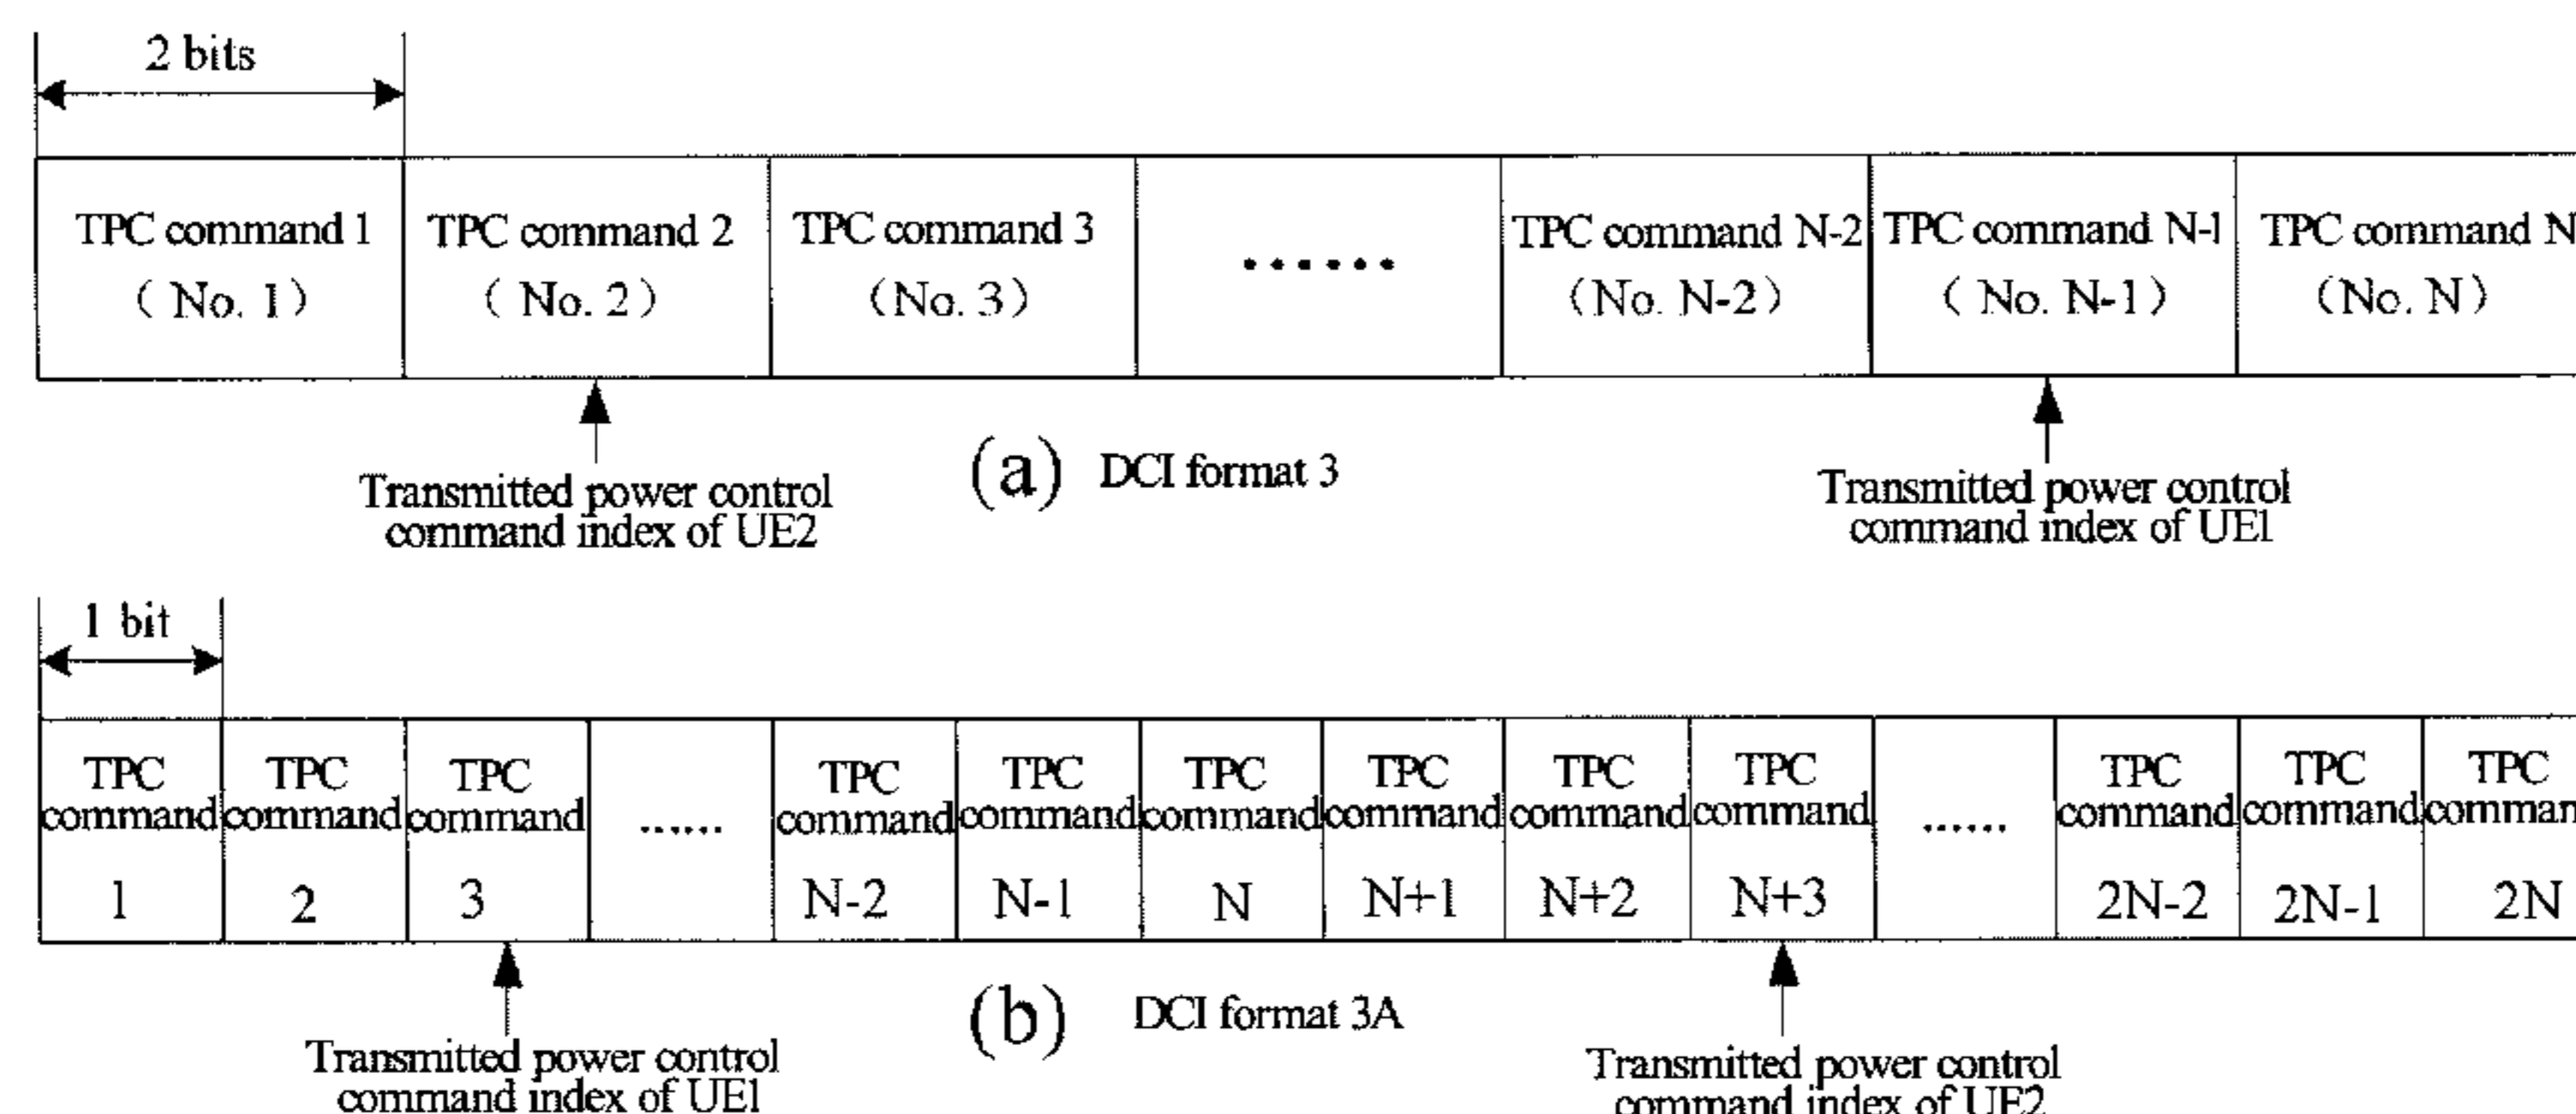 2 bits
TPC command 1 TPC command 2 TPC command 3 ...... TPC command N-2 TPC command N-1 TPC command N
( No. 1) ( No. 2) (No. 3) (No. N-2) ( No. N-1) (No. N)
Transmitted power control
command index of UE2
(a) DCI format 3
Transmitted power control
command index of UE1
1 bit
TPC TPC TPC TPC TPC TPC TPC TPC TPC TPC TPC TPC
command command command ...... command command command command command command ...... command command comman
1 2 3 N-2 N-1 N N+1 N+2 N+3 2N-2 2N-1 2N
Transmitted power control
command index of UE1
(b) DCI format 3A
Transmitted power control
command index of UE2